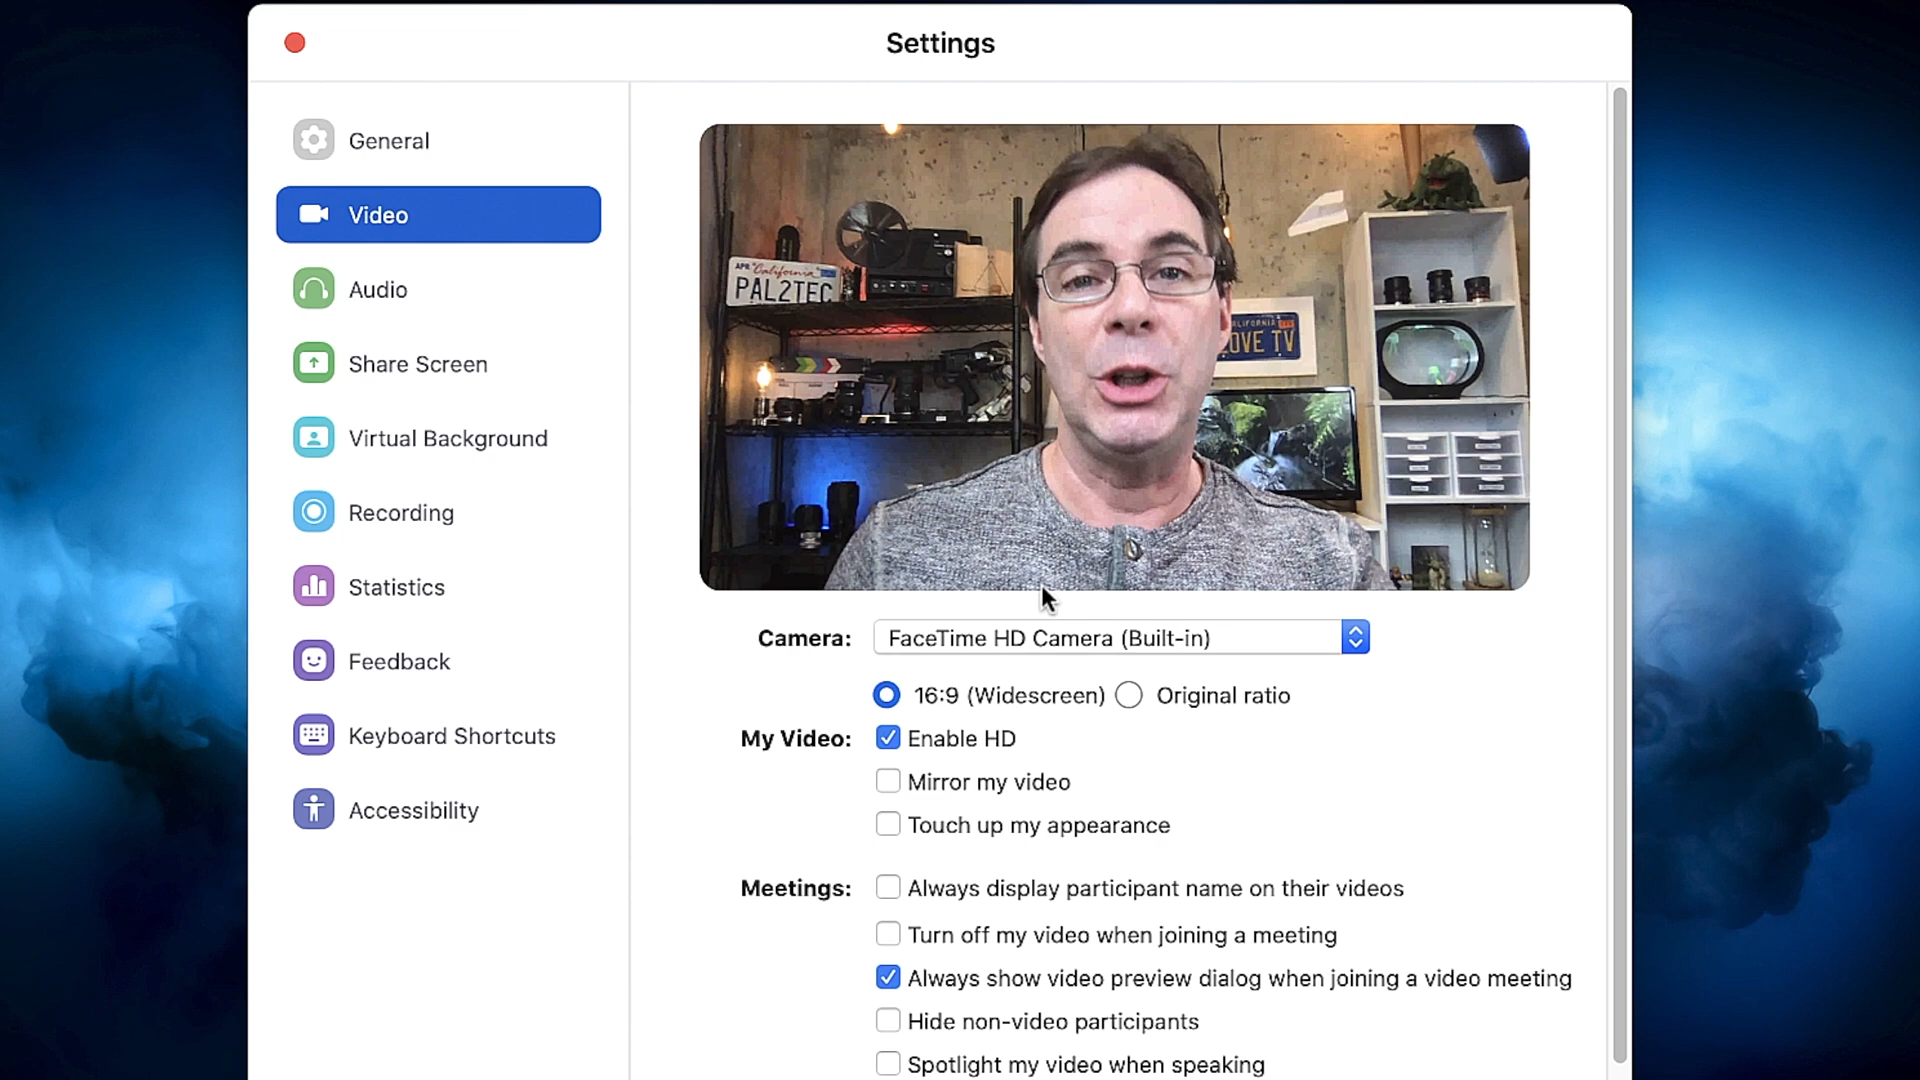 Settings
General
Video
Audio
Share Screen
Virtual Background
Recording
Statistics
Feedback
Keyboard Shortcuts
Accessibility
APR California
PAL2TEC
CALIFORNIA
OVE TV
Camera: FaceTime HD Camera (Built-in)
16:9 (Widescreen) Original ratio
My Video: Enable HD
Mirror my video
Touch up my appearance
Meetings: Always display participant name on their videos
Turn off my video when joining a meeting
Always show video preview dialog when joining a video meeting
Hide non-video participants
Spotlight my video when speaking